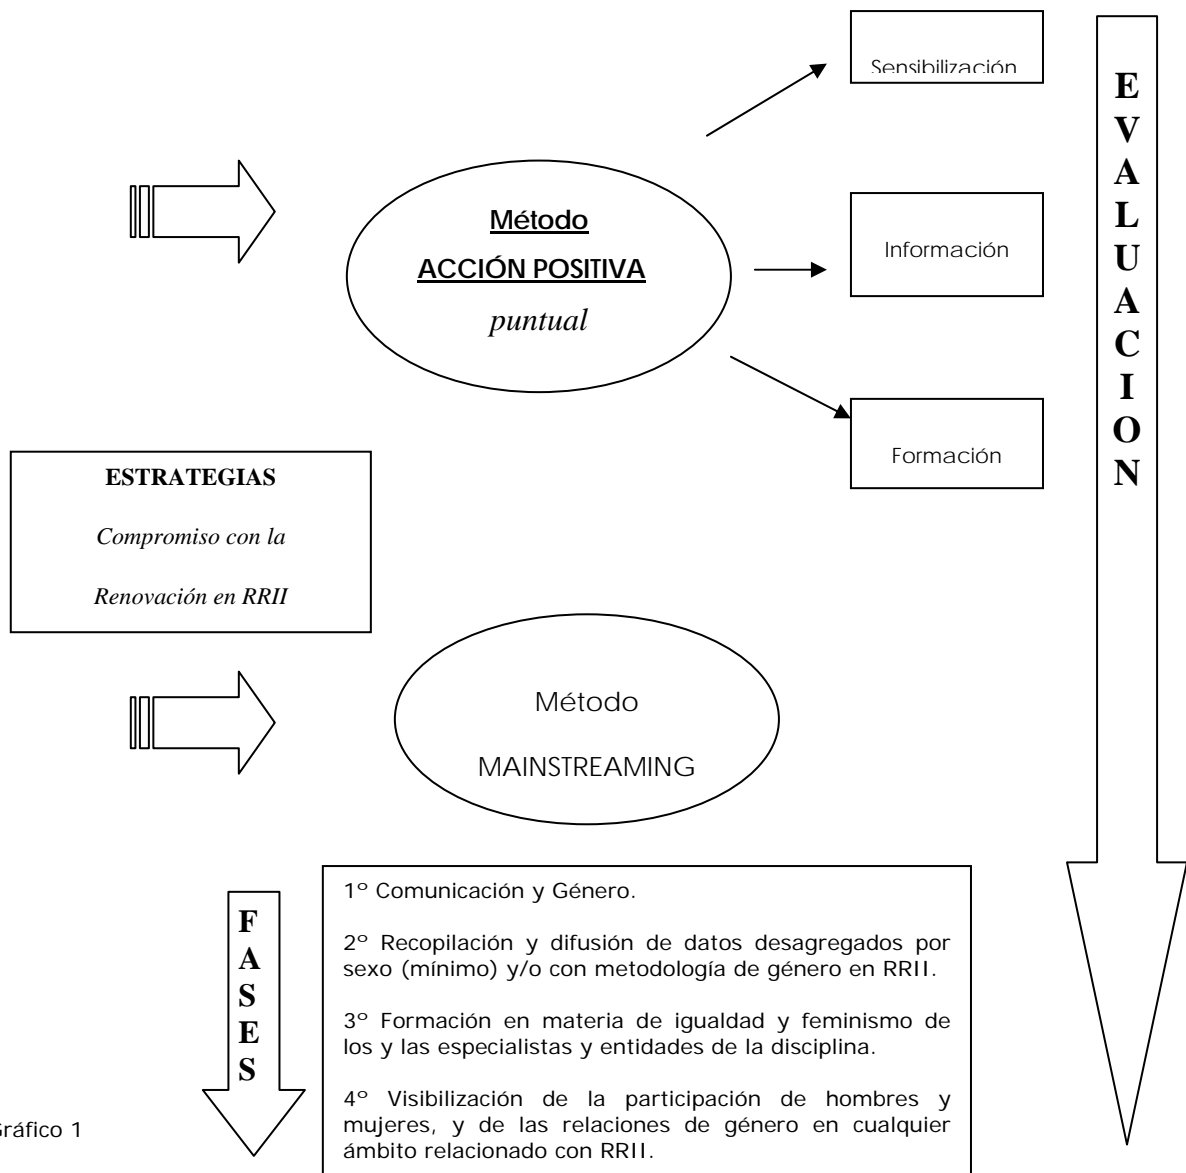 Sensibilización
Método
ACCIÓN POSITIVA
puntual
Información
Formación
EVALUACION
ESTRATEGIAS
Compromiso con la
Renovación en RRII
Método
MAINSTREAMING
FASES
1º Comunicación y Género.
2º Recopilación y difusión de datos desagregados por
sexo (mínimo) y/o con metodología de género en RRII.
3º Formación en materia de igualdad y feminismo de
los y las especialistas y entidades de la disciplina.
4º Visibilización de la participación de hombres y
mujeres, y de las relaciones de género en cualquier
ámbito relacionado con RRII.
Gráfico 1